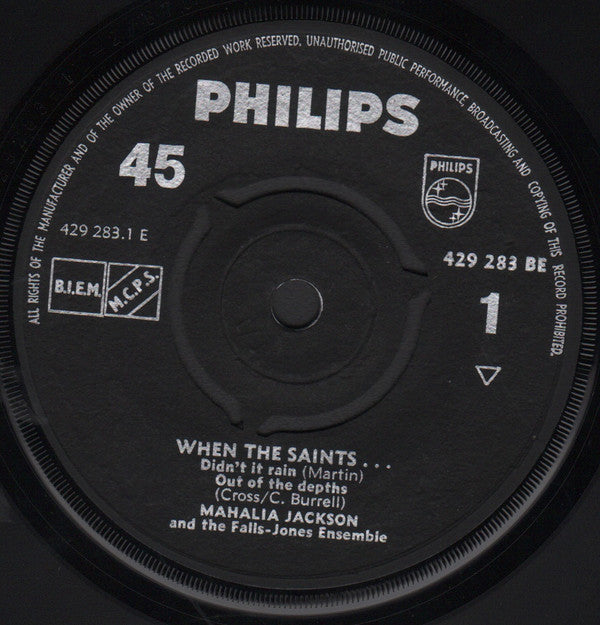 ALL RIGHTS OF THE MANUFACTURER AND OF THE OWNER OF THE RECORDED WORK RESERVED. UNAUTHORISED PUBLIC PERFORMANCE, BROADCASTING AND COPYING OF THIS RECORD PROHIBITED.
PHILIPS
45
PHILIPS
429 283.1 E
429 283 BE
B.I.E.M.
M.C.P.S.
1
WHEN THE SAINTS...
Didn't it rain (Martin)
Out of the depths
(Cross/C. Burrell)
MAHALIA JACKSON
and the Falls-Jones Ensemble